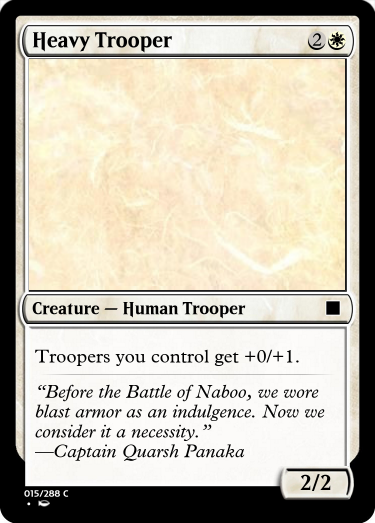 Heavy Trooper 2
Creature — Human Trooper
Troopers you control get +0/+1.
“Before the Battle of Naboo, we wore
blast armor as an indulgence. Now we
consider it a necessity.”
—Captain Quarsh Panaka
2/2
015/288 C